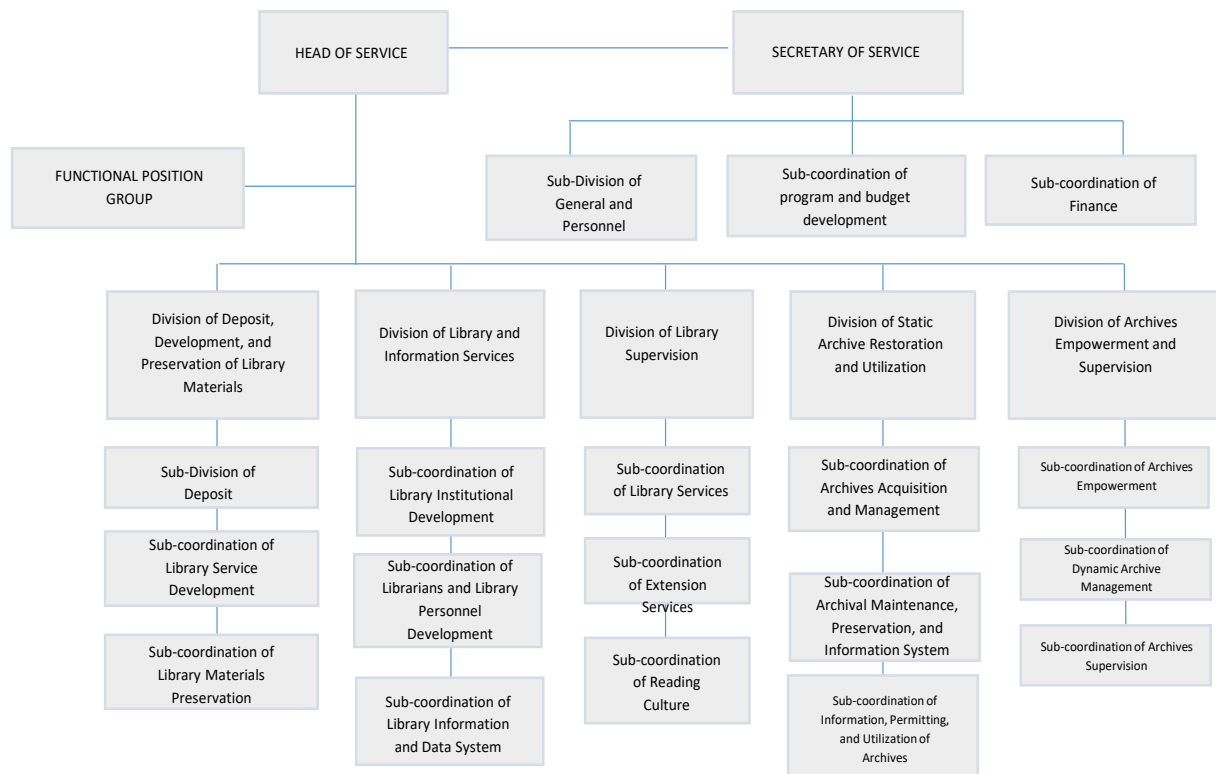 HEAD OF SERVICE
SECRETARY OF SERVICE
FUNCTIONAL POSITION
GROUP
Sub-Division of
General and
Personnel
Sub-coordination of
program and budget
development
Sub-coordination of
Finance
Division of Deposit,
Development, and
Preservation of Library
Materials
Division of Library and
Information Services
Division of Library
Supervision
Division of Static
Archive Restoration
and Utilization
Division of Archives
Empowerment and
Supervision
Sub-Division of
Deposit
Sub-coordination of
Library Institutional
Development
Sub-coordination
of Library Services
Sub-coordination of
Archives Acquisition
and Management
Sub-coordination of Archives
Empowerment
Sub-coordination of
Library Service
Development
Sub-coordination of
Librarians and Library
Personnel
Development
Sub-coordination
of Extension
Services
Sub-coordination of
Archival Maintenance,
Preservation, and
Information System
Sub-coordination of
Dynamic Archive
Management
Sub-coordination of
Library Materials
Preservation
Sub-coordination of
Library Information
and Data System
Sub-coordination
of Reading
Culture
Sub-coordination of
Information, Permitting,
and Utilization of
Archives
Sub-coordination of Archives
Supervision